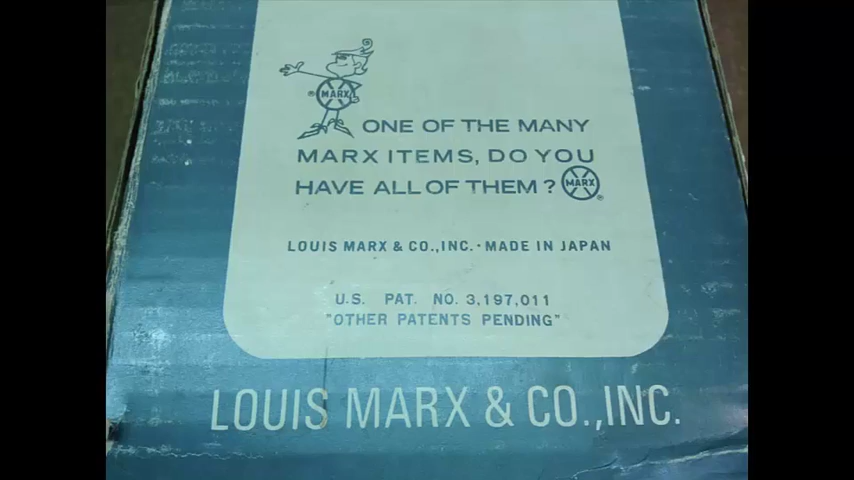 ® MARX
ONE OF THE MANY
MARX ITEMS, DO YOU
HAVE ALL OF THEM? MARX ®
LOUIS MARX & CO.,INC.·MADE IN JAPAN
U.S. PAT. NO. 3,197,011
"OTHER PATENTS PENDING"
LOUIS MARX & CO.,INC.